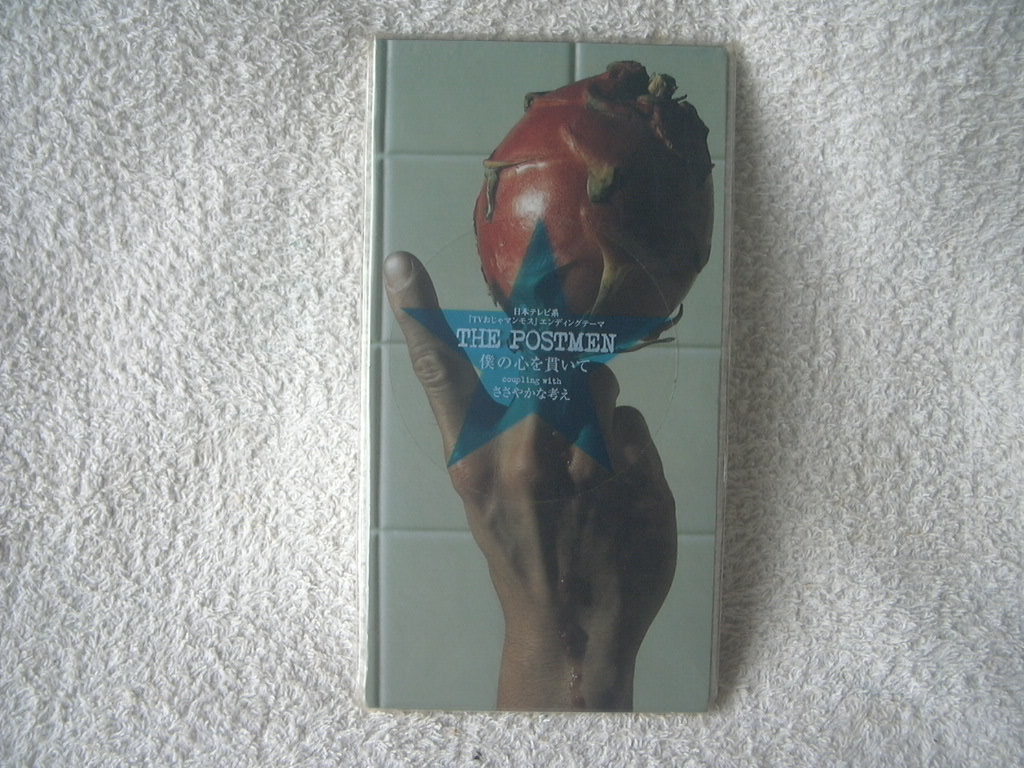 日本テレビ系
「TVおじゃマンモス」エンディングテーマ
THE POSTMEN
僕の心を貫いて
coupling with
ささやかな考え